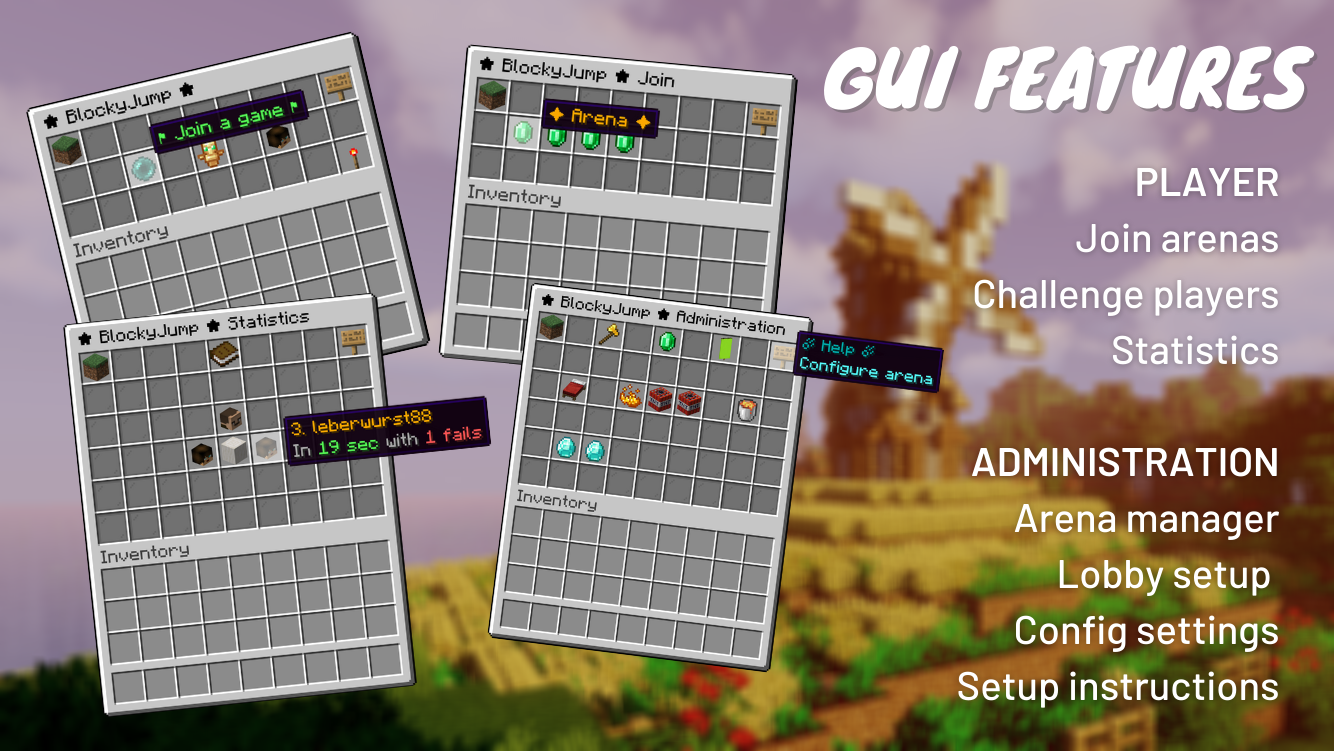 GUI FEATURES
★ BlockyJump ★
Join a game
Inventory
★ BlockyJump ★ Join
✦ Arena ✦
Inventory
★ BlockyJump ★ Statistics
3. leberwurst88
In 19 sec with 1 fails
Inventory
★ BlockyJump ★ Administration
Help
Configure arena
Inventory
PLAYER
Join arenas
Challenge players
Statistics
ADMINISTRATION
Arena manager
Lobby setup
Config settings
Setup instructions